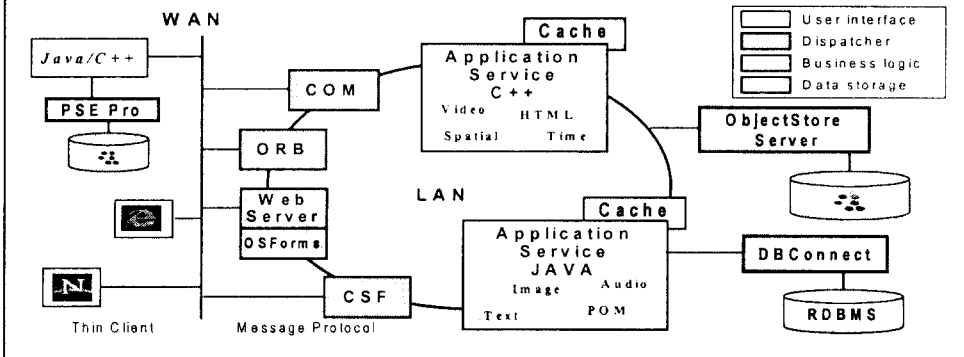 WAN
Java/C++
PSE Pro
COM
ORB
Web
Server
OSForms
CSF
Thin Client
Message Protocol
LAN
Cache
Application
Service
C++
Video HTML
Spatial Time
Cache
Application
Service
JAVA
Image Audio
Text POM
User interface
Dispatcher
Business logic
Data storage
ObjectStore
Server
DBConnect
RDBMS
e
N